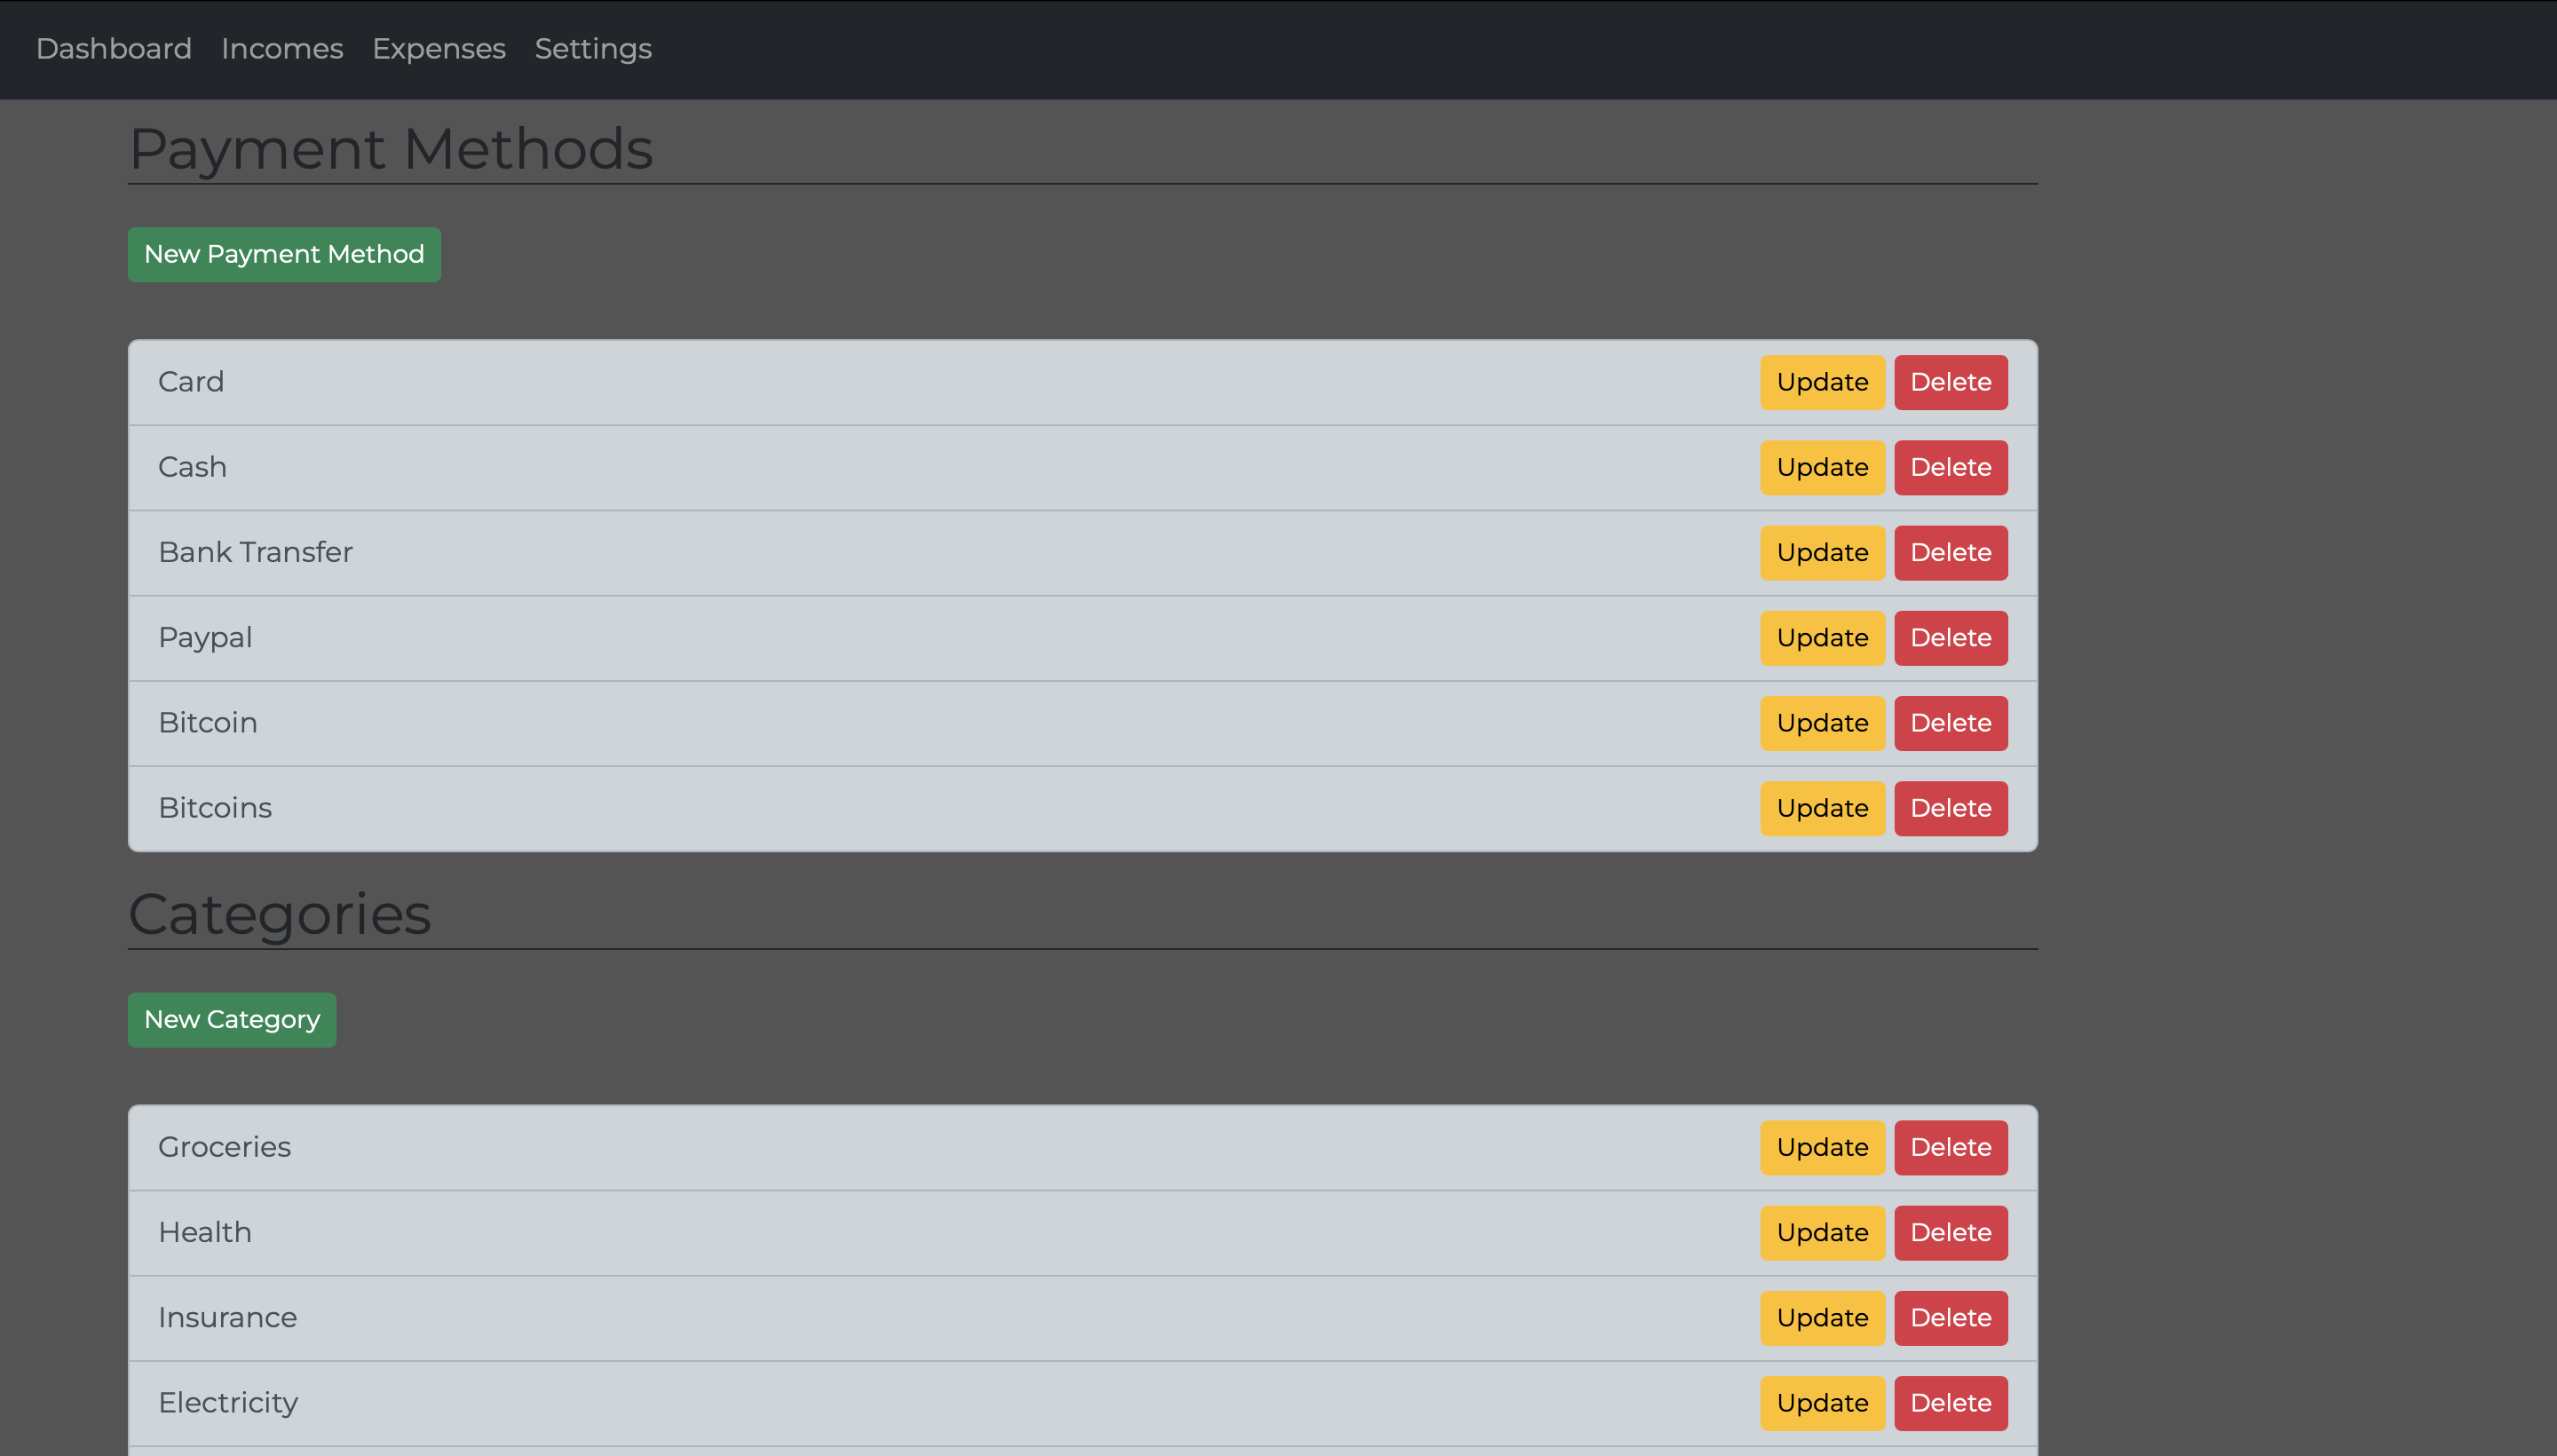 Dashboard Incomes Expenses Settings
Payment Methods
New Payment Method
Card Update Delete
Cash Update Delete
Bank Transfer Update Delete
Paypal Update Delete
Bitcoin Update Delete
Bitcoins Update Delete
Categories
New Category
Groceries Update Delete
Health Update Delete
Insurance Update Delete
Electricity Update Delete